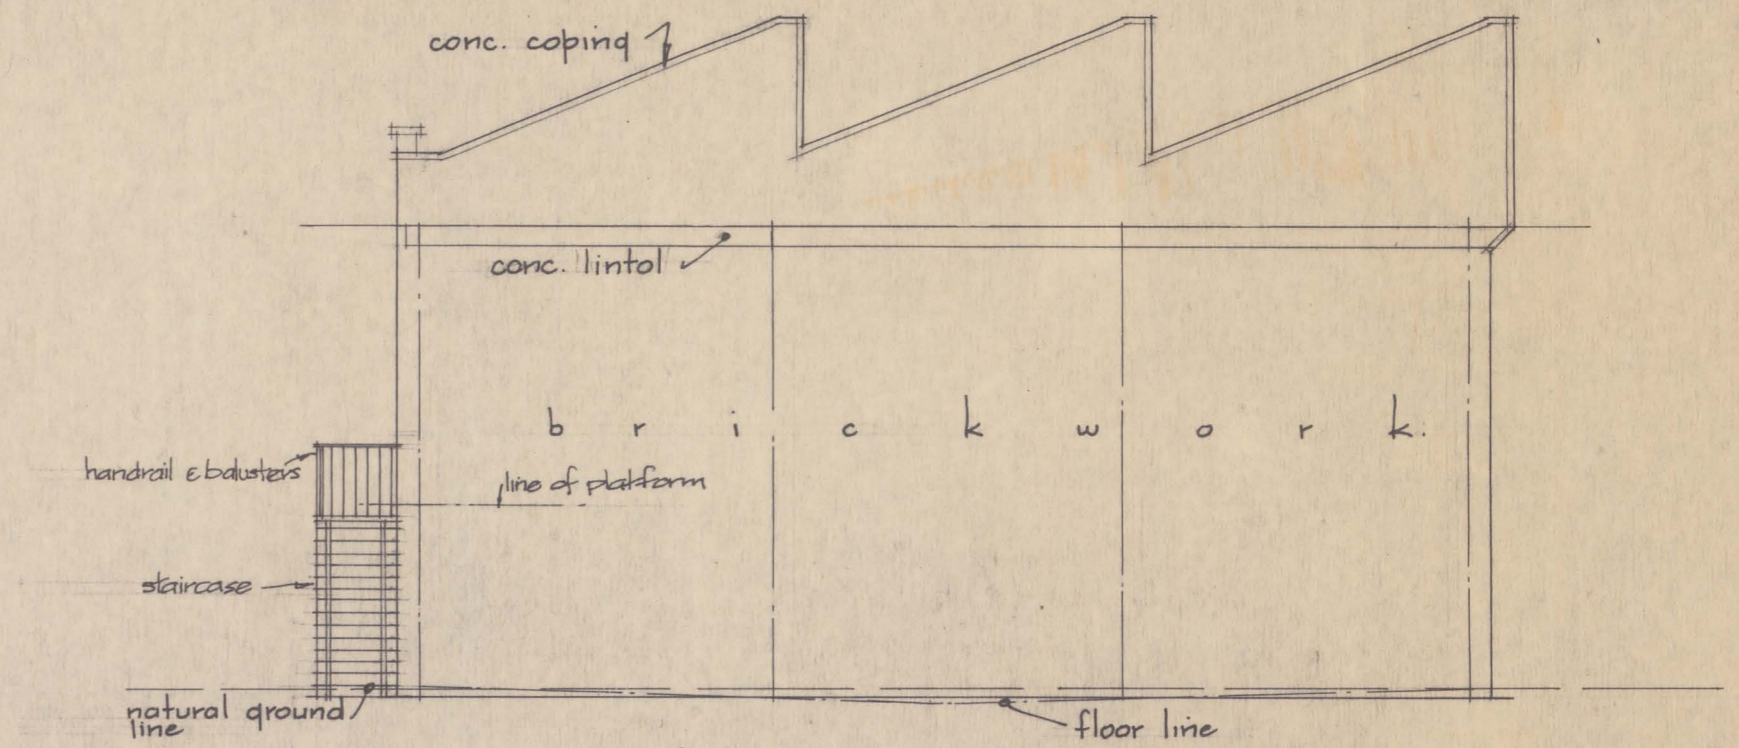 conc. coping
conc. lintol
b r i c k w o r k.
handrail & balusters
line of platform
staircase
natural ground
line
floor line